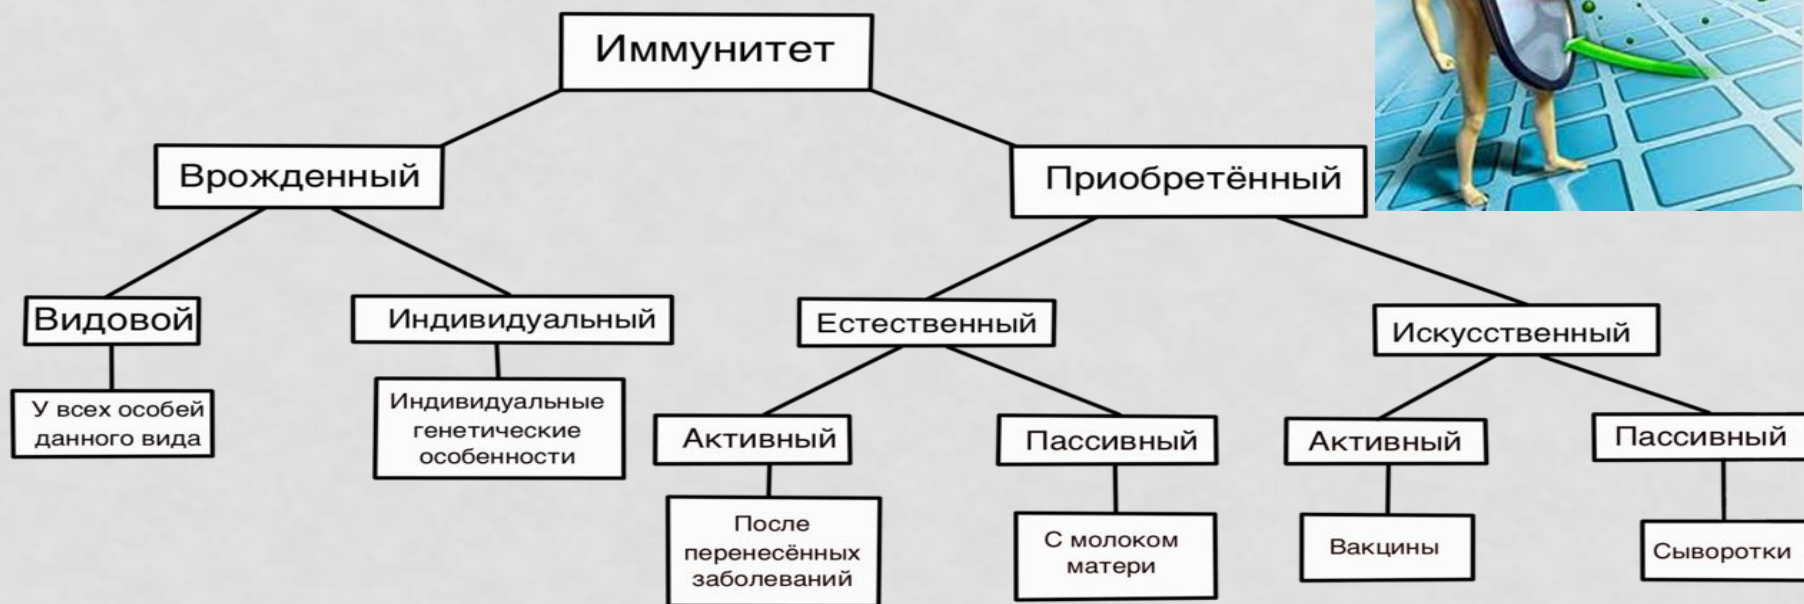 Иммунитет
Врожденный
Приобретённый
Видовой
Индивидуальный
Естественный
Искусственный
У всех особей
данного вида
Индивидуальные
генетические
особенности
Активный
Пассивный
Активный
Пассивный
После
перенесённых
заболеваний
С молоком
матери
Вакцины
Сыворотки